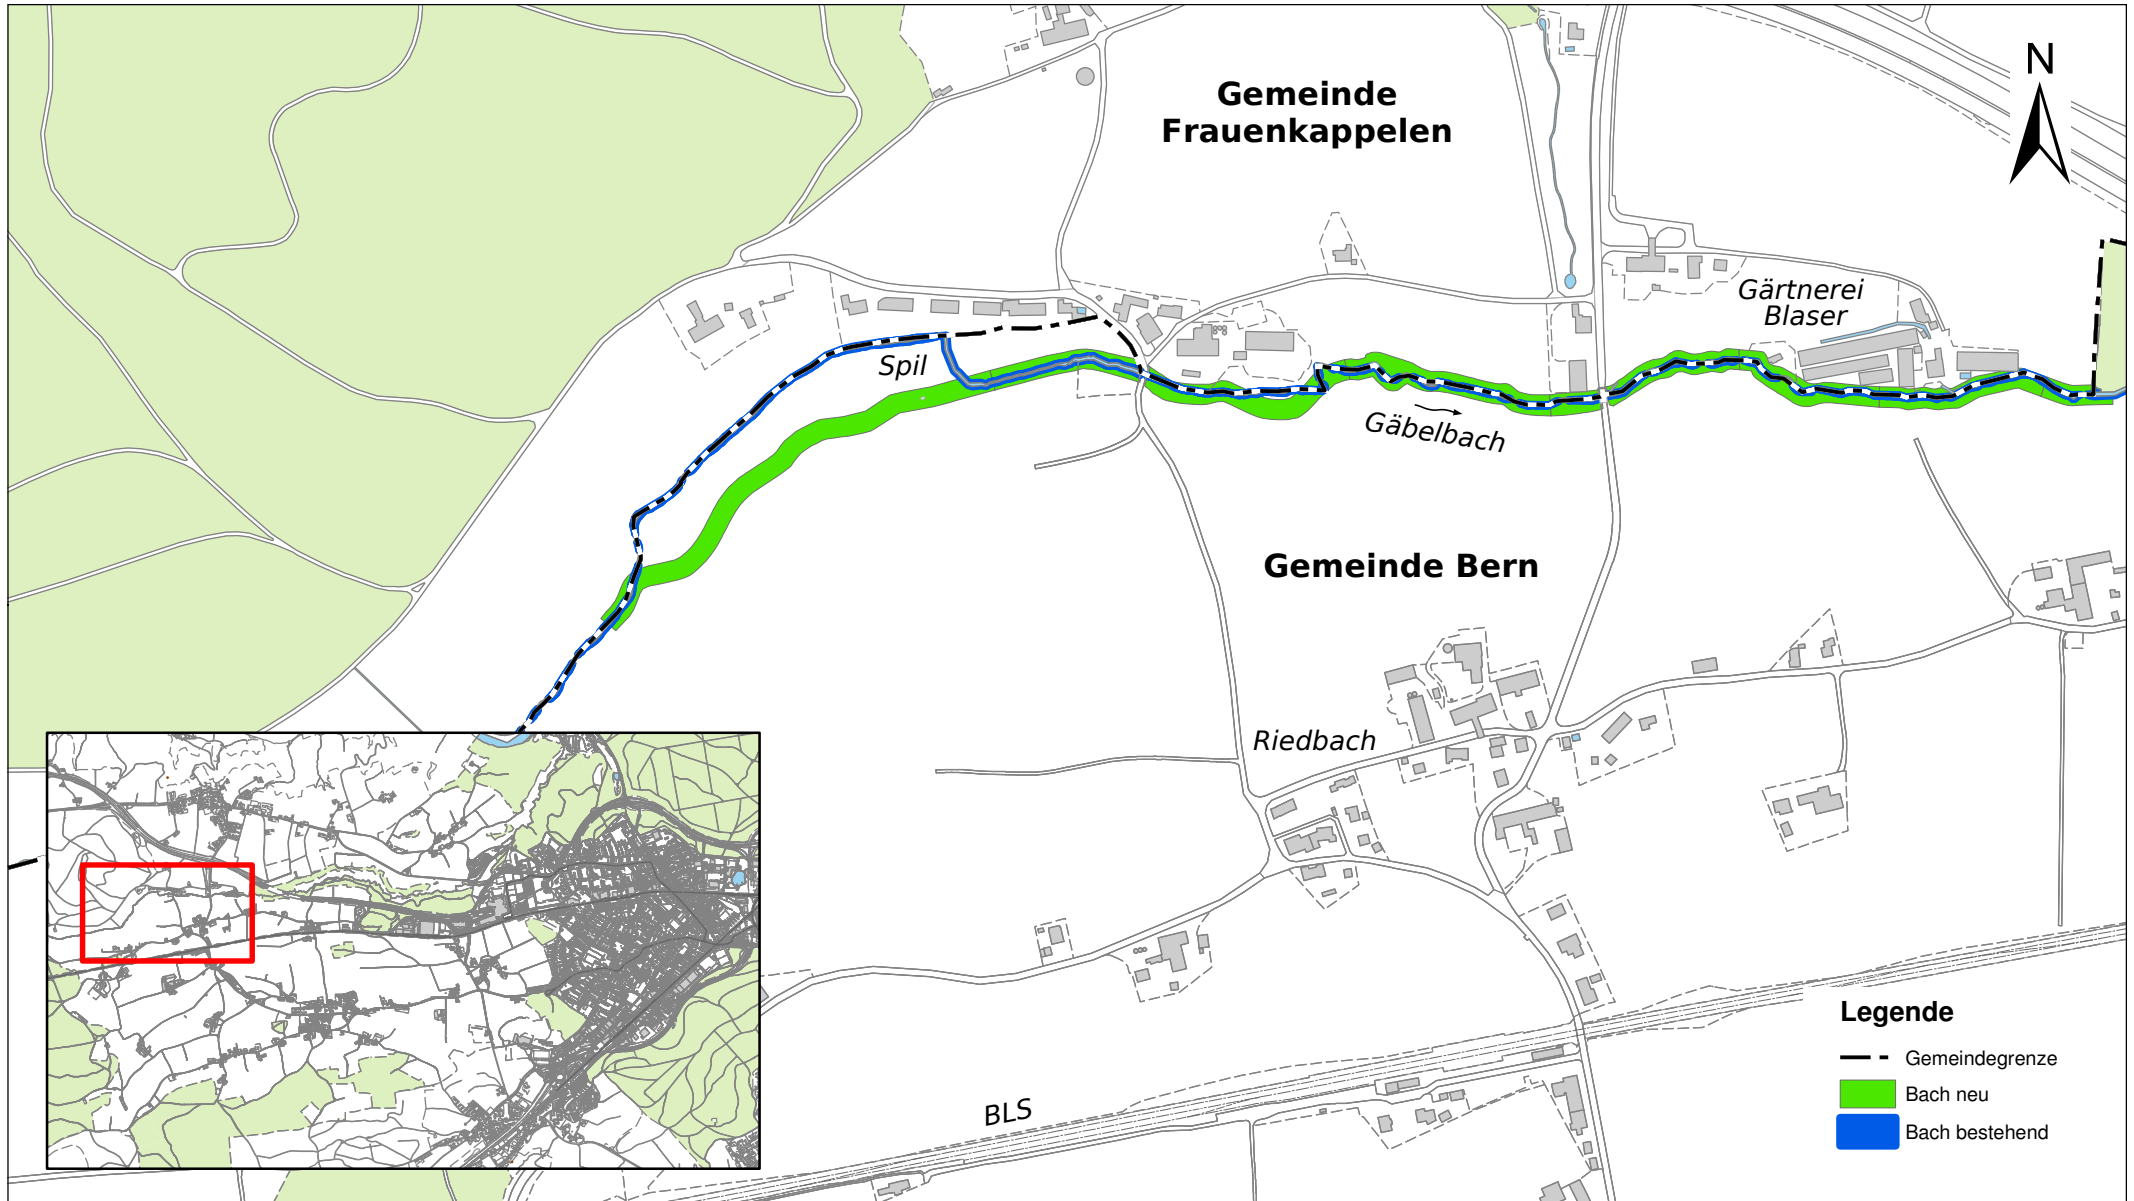 Gemeinde
Frauenkappelen
N
Gärtnerei
Blaser
Spil
Gäbelbach
Gemeinde Bern
Riedbach
BLS
Legende
Gemeindegrenze
Bach neu
Bach bestehend